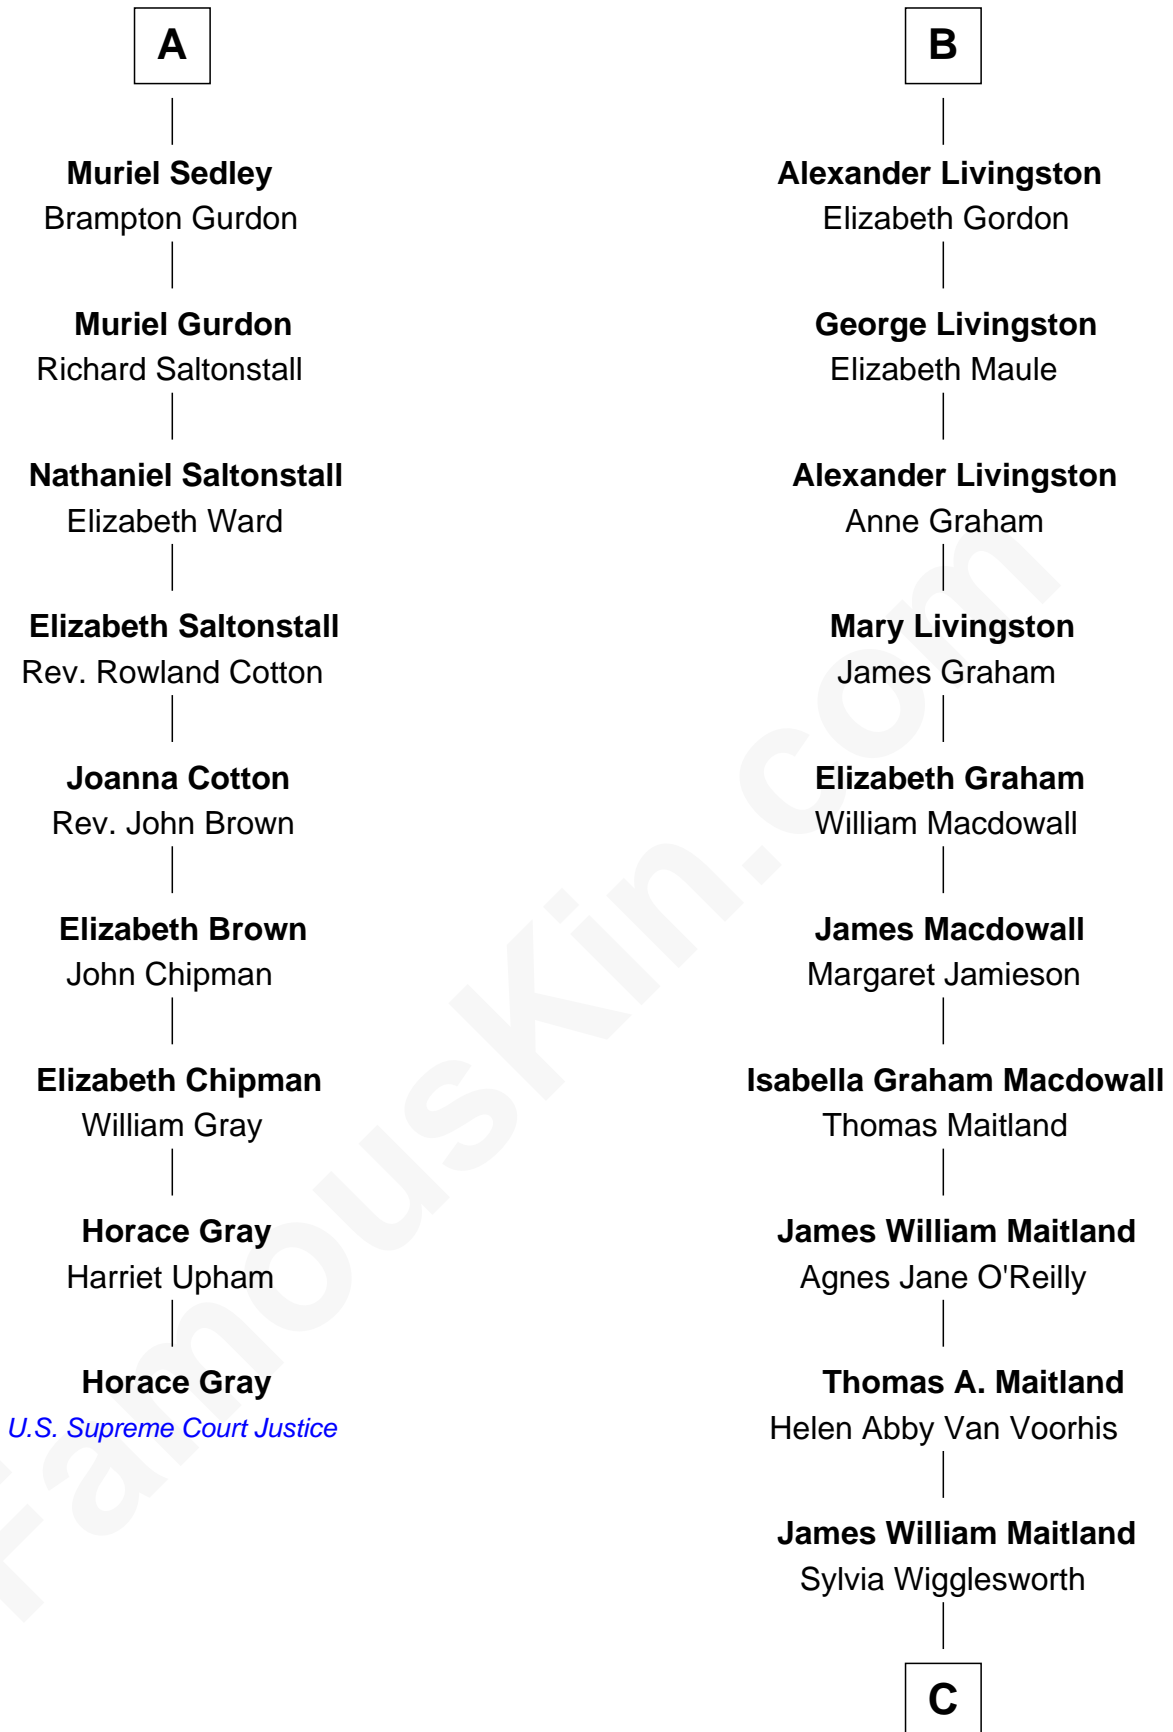 A
Muriel Sedley
Brampton Gurdon
Muriel Gurdon
Richard Saltonstall
Nathaniel Saltonstall
Elizabeth Ward
Elizabeth Saltonstall
Rev. Rowland Cotton
Joanna Cotton
Rev. John Brown
Elizabeth Brown
John Chipman
Elizabeth Chipman
William Gray
Horace Gray
Harriet Upham
Horace Gray
U.S. Supreme Court Justice
B
Alexander Livingston
Elizabeth Gordon
George Livingston
Elizabeth Maule
Alexander Livingston
Anne Graham
Mary Livingston
James Graham
Elizabeth Graham
William Macdowall
James Macdowall
Margaret Jamieson
Isabella Graham Macdowall
Thomas Maitland
James William Maitland
Agnes Jane O'Reilly
Thomas A. Maitland
Helen Abby Van Voorhis
James William Maitland
Sylvia Wigglesworth
C
FamousKin.com